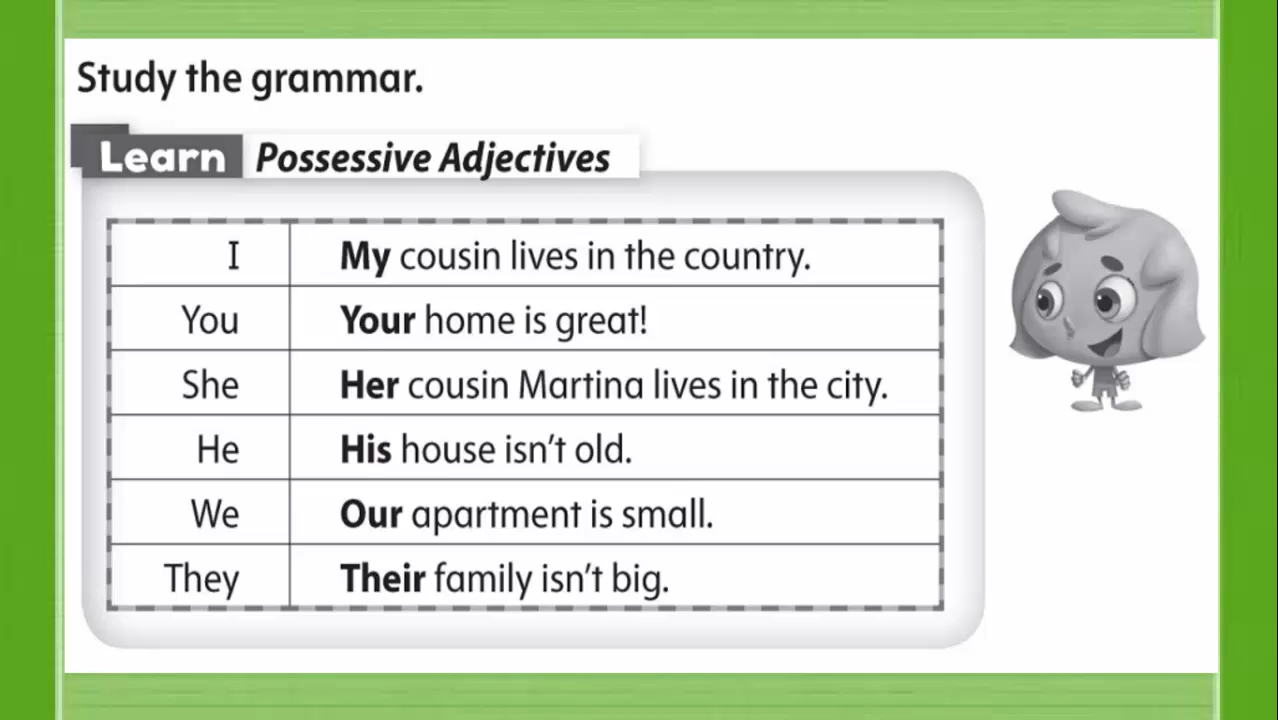 Study the grammar.
Learn Possessive Adjectives
I My cousin lives in the country.
You Your home is great!
She Her cousin Martina lives in the city.
He His house isn't old.
We Our apartment is small.
They Their family isn't big.